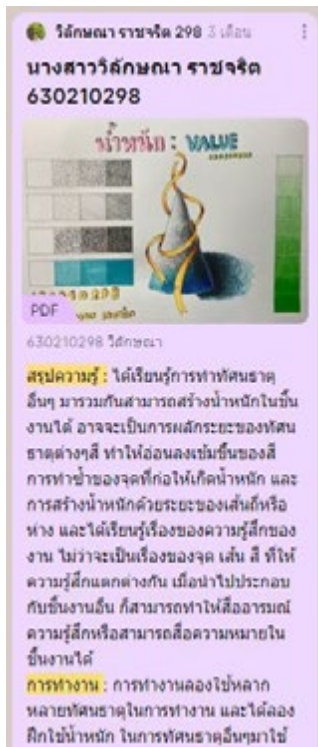 วิลักษณา ราชจริต 298 3 เดือน
นางสาววิลักษณา ราชจริต
630210298
น้ำหนัก : VALUE
PDF
630210298 วิลักษณา
สรุปความรู้ : ได้เรียนรู้การทำทัศนธาตุ
อื่นๆ มารวมกันสามารถสร้างน้ำหนักในชิ้น
งานได้ อาจจะเป็นการผลักระยะของทัศน
ธาตุต่างๆสี ทำให้อ่อนลงเข้มขึ้นของสี
การทำซ้ำของจุดที่ก่อให้เกิดน้ำหนัก และ
การสร้างน้ำหนักด้วยระยะของเส้นถี่หรือ
ห่าง และได้เรียนรู้เรื่องของความรู้สึกของ
งาน ไม่ว่าจะเป็นเรื่องของจุด เส้น สี ที่ให้
ความรู้สึกแตกต่างกัน เมื่อนำไปประกอบ
กับชิ้นงานอื่น ก็สามารถทำให้สื่ออารมณ์
ความรู้สึกหรือสามารถสื่อความหมายใน
ชิ้นงานได้
การทำงาน : การทำงานลองใช้หลาก
หลายทัศนธาตุในการทำงาน และได้ลอง
ฝึกใช้น้ำหนัก ในการทัศนธาตุอื่นๆมาใช้